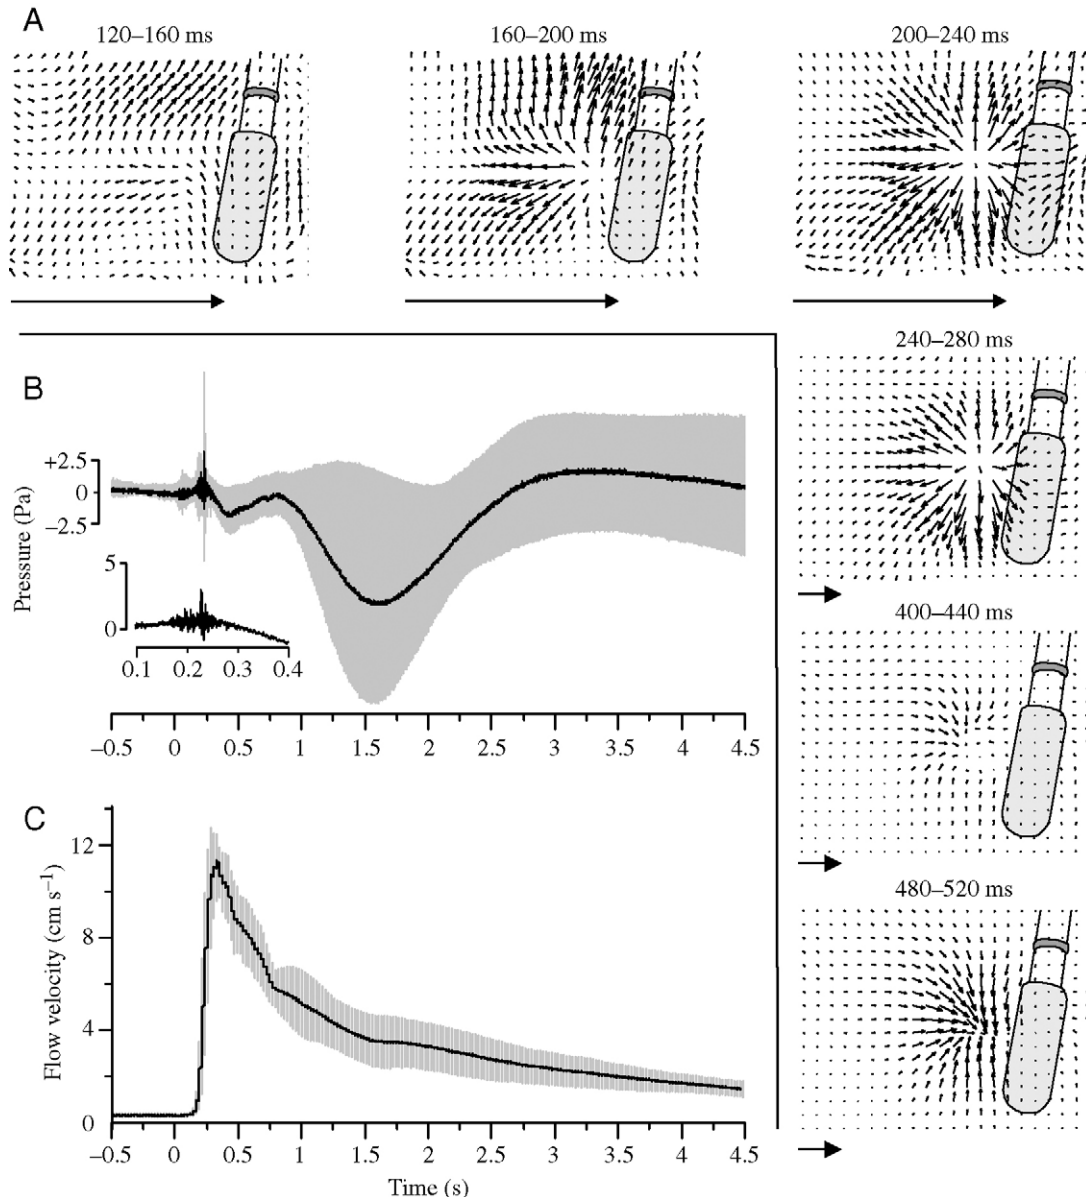 A
120–160 ms
160–200 ms
200–240 ms
240–280 ms
400–440 ms
480–520 ms
B
Pressure (Pa)
+2.5
0
−2.5
5
0
0.1 0.2 0.3 0.4
−0.5 0 0.5 1 1.5 2 2.5 3 3.5 4 4.5
C
Flow velocity (cm s⁻¹)
12
8
4
0
−0.5 0 0.5 1 1.5 2 2.5 3 3.5 4 4.5
Time (s)